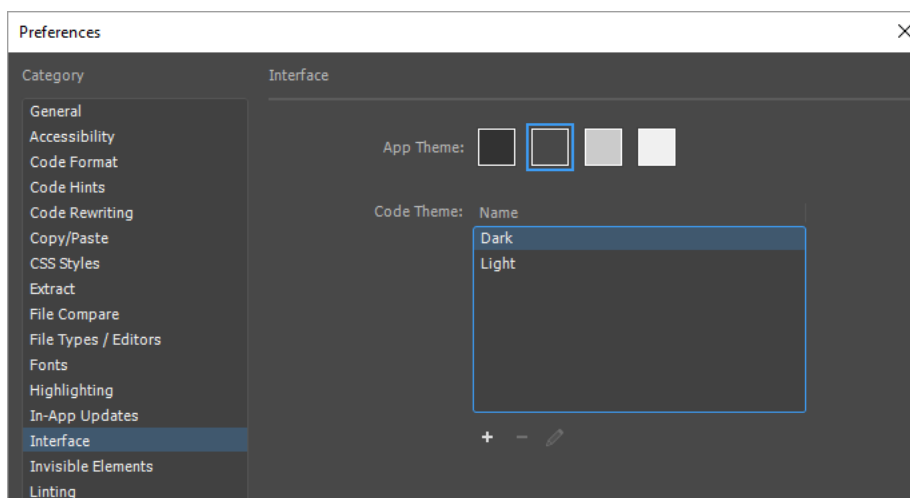 Preferences
Category
Interface
General
Accessibility
Code Format
Code Hints
Code Rewriting
Copy/Paste
CSS Styles
Extract
File Compare
File Types / Editors
Fonts
Highlighting
In-App Updates
Interface
Invisible Elements
Linting
App Theme:
Code Theme:
Name
Dark
Light